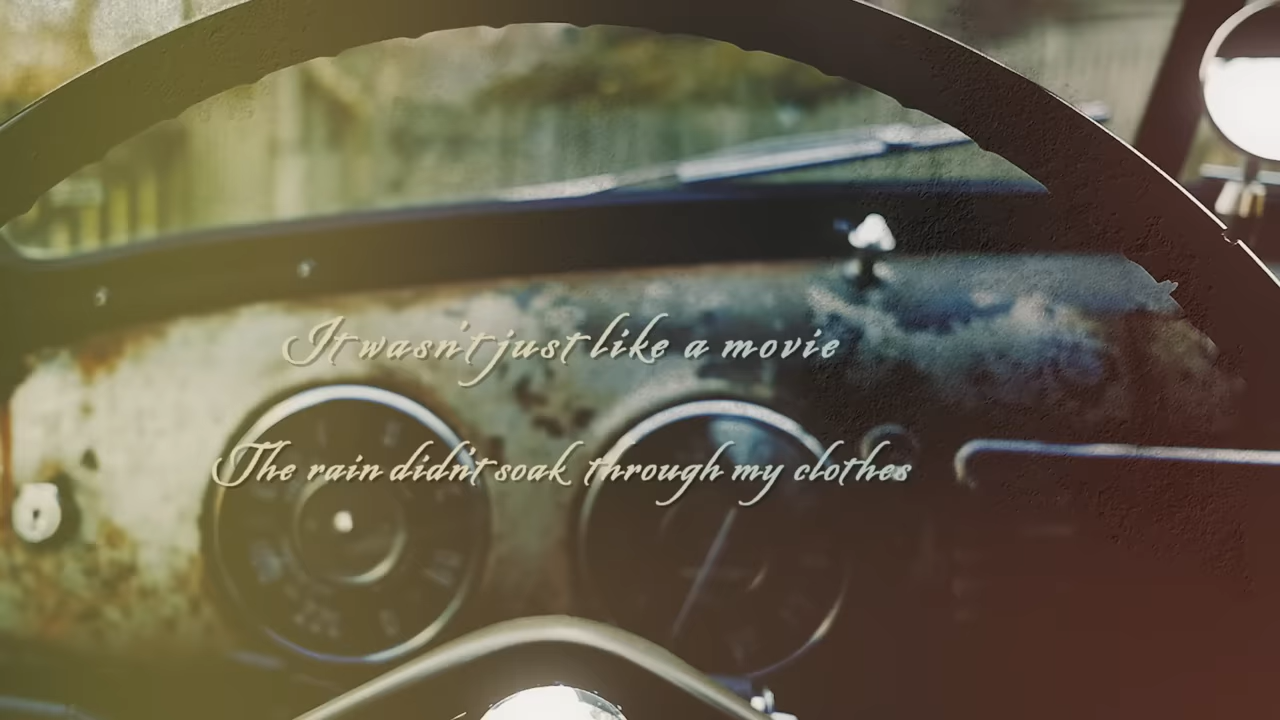 It wasn't just like a movie
The rain didn't soak through my clothes